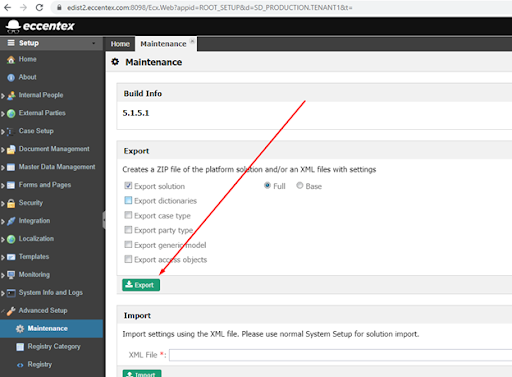 edist2.eccentex.com:8098/Ecx.Web?appid=ROOT_SETUP&d=SD_PRODUCTION.TENANT1&t=
eccentex
Setup
Home
About
Internal People
External Parties
Case Setup
Document Management
Master Data Management
Forms and Pages
Security
Integration
Localization
Templates
Monitoring
System Info and Logs
Advanced Setup
Maintenance
Registry Category
Registry
Home
Maintenance
Maintenance
Build Info
5.1.5.1
Export
Creates a ZIP file of the platform solution and/or an XML files with settings
Export solution
Full
Base
Export dictionaries
Export case type
Export party type
Export generic model
Export access objects
Export
Import
Import settings using the XML file. Please use normal System Setup for solution import.
XML File *:
Import